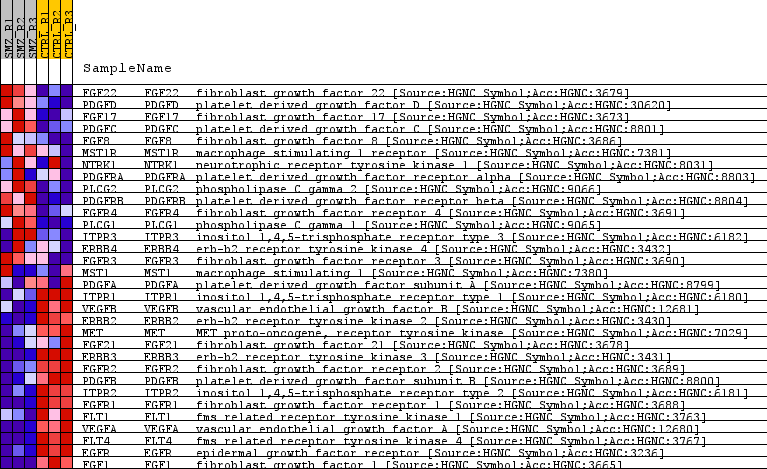 SMZ_R1
SMZ_R2
SMZ_R3
CTRL_R1
CTRL_R2
CTRL_R3
SampleName
FGF22 FGF22 fibroblast growth factor 22 [Source:HGNC Symbol;Acc:HGNC:3679]
PDGFD PDGFD platelet derived growth factor D [Source:HGNC Symbol;Acc:HGNC:30620]
FGF17 FGF17 fibroblast growth factor 17 [Source:HGNC Symbol;Acc:HGNC:3673]
PDGFC PDGFC platelet derived growth factor C [Source:HGNC Symbol;Acc:HGNC:8801]
FGF8 FGF8 fibroblast growth factor 8 [Source:HGNC Symbol;Acc:HGNC:3686]
MST1R MST1R macrophage stimulating 1 receptor [Source:HGNC Symbol;Acc:HGNC:7381]
NTRK1 NTRK1 neurotrophic receptor tyrosine kinase 1 [Source:HGNC Symbol;Acc:HGNC:8031]
PDGFRA PDGFRA platelet derived growth factor receptor alpha [Source:HGNC Symbol;Acc:HGNC:8803]
PLCG2 PLCG2 phospholipase C gamma 2 [Source:HGNC Symbol;Acc:HGNC:9066]
PDGFRB PDGFRB platelet derived growth factor receptor beta [Source:HGNC Symbol;Acc:HGNC:8804]
FGFR4 FGFR4 fibroblast growth factor receptor 4 [Source:HGNC Symbol;Acc:HGNC:3691]
PLCG1 PLCG1 phospholipase C gamma 1 [Source:HGNC Symbol;Acc:HGNC:9065]
ITPR3 ITPR3 inositol 1,4,5-trisphosphate receptor type 3 [Source:HGNC Symbol;Acc:HGNC:6182]
ERBB4 ERBB4 erb-b2 receptor tyrosine kinase 4 [Source:HGNC Symbol;Acc:HGNC:3432]
FGFR3 FGFR3 fibroblast growth factor receptor 3 [Source:HGNC Symbol;Acc:HGNC:3690]
MST1 MST1 macrophage stimulating 1 [Source:HGNC Symbol;Acc:HGNC:7380]
PDGFA PDGFA platelet derived growth factor subunit A [Source:HGNC Symbol;Acc:HGNC:8799]
ITPR1 ITPR1 inositol 1,4,5-trisphosphate receptor type 1 [Source:HGNC Symbol;Acc:HGNC:6180]
VEGFB VEGFB vascular endothelial growth factor B [Source:HGNC Symbol;Acc:HGNC:12681]
ERBB2 ERBB2 erb-b2 receptor tyrosine kinase 2 [Source:HGNC Symbol;Acc:HGNC:3430]
MET MET MET proto-oncogene, receptor tyrosine kinase [Source:HGNC Symbol;Acc:HGNC:7029]
FGF21 FGF21 fibroblast growth factor 21 [Source:HGNC Symbol;Acc:HGNC:3678]
ERBB3 ERBB3 erb-b2 receptor tyrosine kinase 3 [Source:HGNC Symbol;Acc:HGNC:3431]
FGFR2 FGFR2 fibroblast growth factor receptor 2 [Source:HGNC Symbol;Acc:HGNC:3689]
PDGFB PDGFB platelet derived growth factor subunit B [Source:HGNC Symbol;Acc:HGNC:8800]
ITPR2 ITPR2 inositol 1,4,5-trisphosphate receptor type 2 [Source:HGNC Symbol;Acc:HGNC:6181]
FGFR1 FGFR1 fibroblast growth factor receptor 1 [Source:HGNC Symbol;Acc:HGNC:3688]
FLT1 FLT1 fms related receptor tyrosine kinase 1 [Source:HGNC Symbol;Acc:HGNC:3763]
VEGFA VEGFA vascular endothelial growth factor A [Source:HGNC Symbol;Acc:HGNC:12680]
FLT4 FLT4 fms related receptor tyrosine kinase 4 [Source:HGNC Symbol;Acc:HGNC:3767]
EGFR EGFR epidermal growth factor receptor [Source:HGNC Symbol;Acc:HGNC:3236]
FGF1 FGF1 fibroblast growth factor 1 [Source:HGNC Symbol;Acc:HGNC:3665]